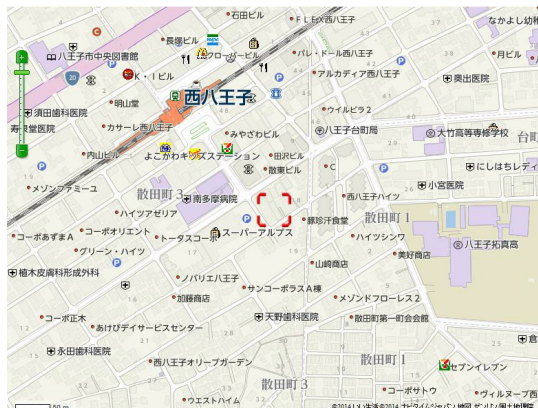 石田ビル
FLEX西八王子
長塚ビル
なかよし幼稚
八王子市中央図書館
クローバービル
パレ・ドール西八王子
月ビル
20
K・Iビル
アルカディア西八王子
奥出医院
明山堂
西八王子
須田歯科医院
ウイルピラ2
カサーレ西八王子
八王子台町局
大竹高等専修学校
台町
みやざわビル
内山ビル
よこかわキッズステーション
田沢ビル
散東ビル
C
にしはちレディ
メゾンファミーユ
散田町3
南多摩病院
西八王子ハイツ
小宮医院
18
ハイツアゼリア
豚珍汗食堂
散田町1
コーポあずまA
コーポオリエント
トータスコーポ
スーパーアルプス
ハイツシンワ
八王子拓真高
グリーン・ハイツ
美好商店
山崎商店
植木皮膚科形成外科
ノバリエ八王子
サンコーポラスA棟
加藤商店
メゾンドフローレス2
コーポ正木
あけびデイサービスセンター
天野歯科医院
散田町第一町会会館
永田歯科医院
西八王子オリーブガーデン
散田町1
セブンイレブン
散田町3
コーポサトウ
ウエストハイム
ヴィルヌーブ西
50 m